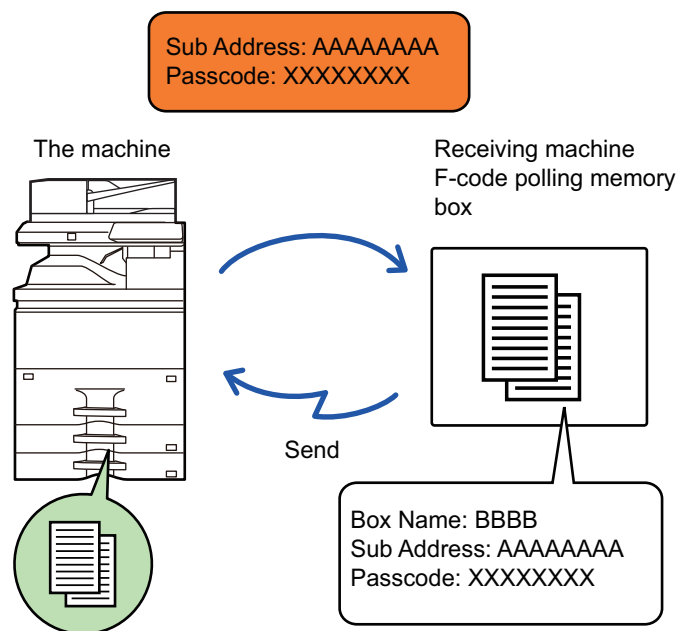 Sub Address: AAAAAAAA
Passcode: XXXXXXXX
The machine
Receiving machine
F-code polling memory
box
Send
Box Name: BBBB
Sub Address: AAAAAAAA
Passcode: XXXXXXXX